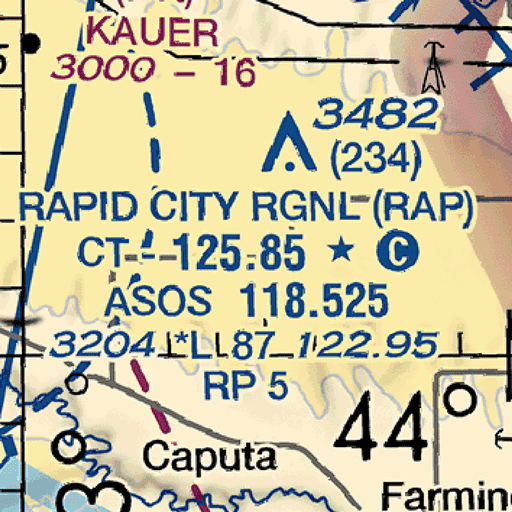 KAUER
3000 - 16
3482
(234)
RAPID CITY RGNL (RAP)
CT - 125.85 ★ C
ASOS 118.525
3204 *L 87 122.95
RP 5
44
Caputa
Farmin